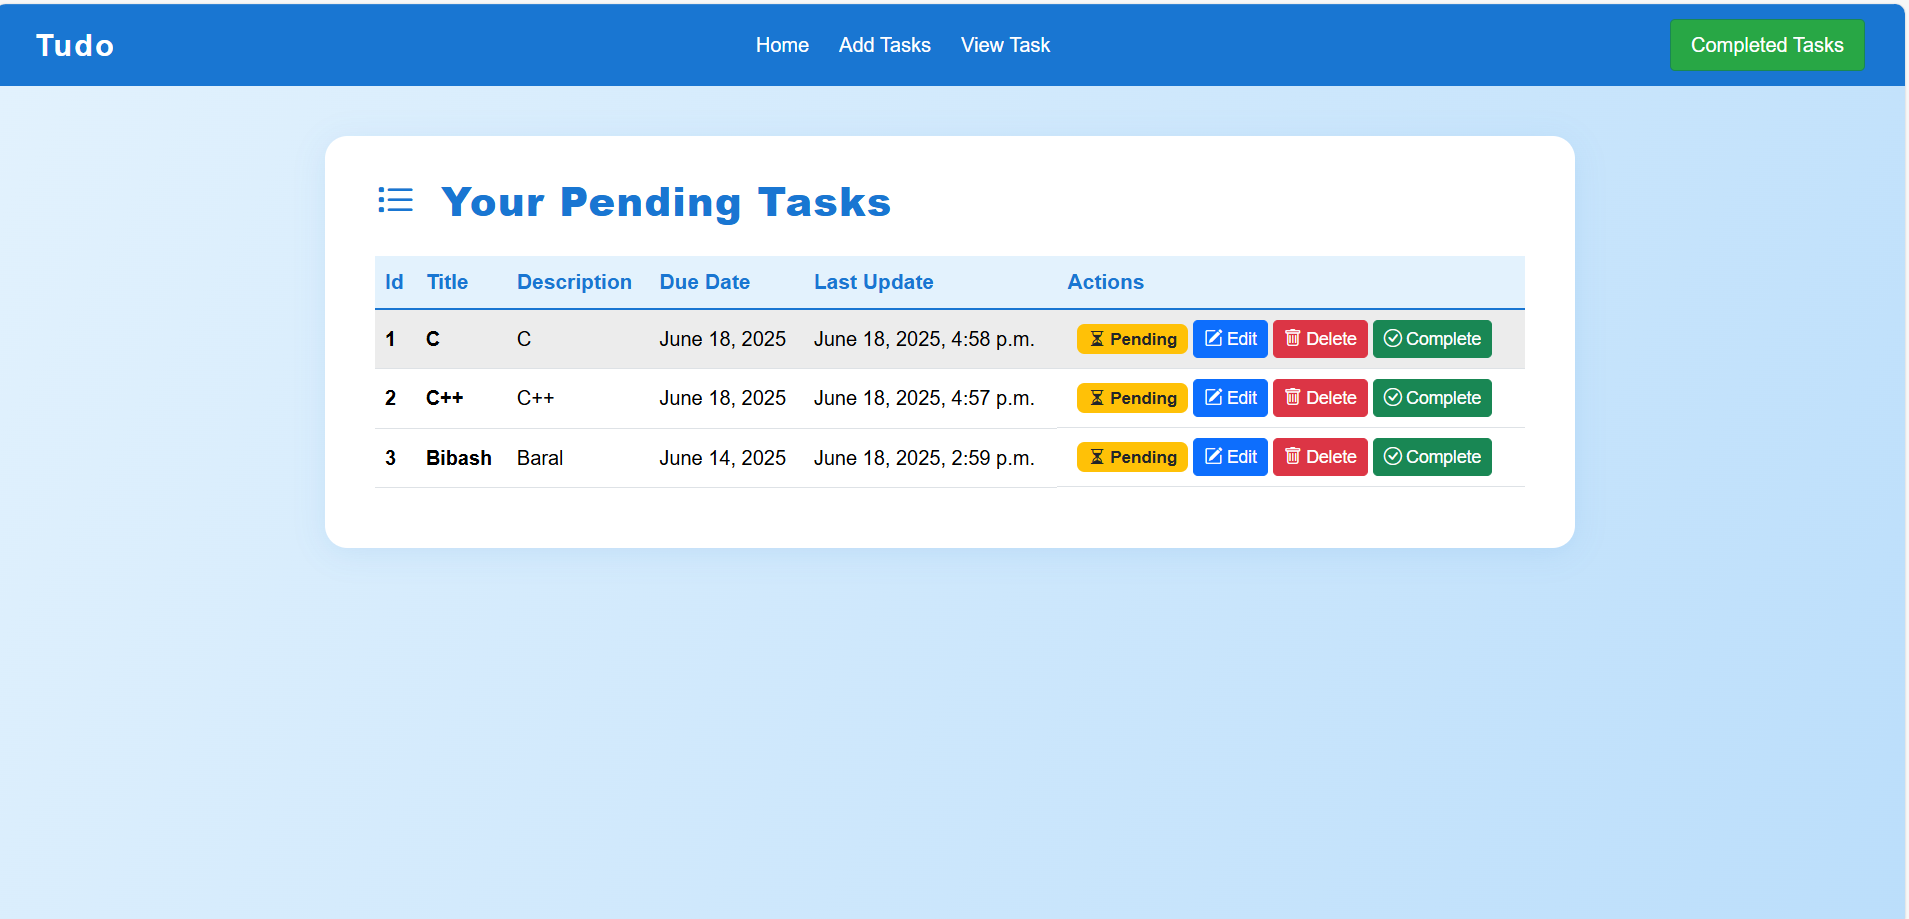 Tudo Home Add Tasks View Task Completed Tasks
Your Pending Tasks
Id Title Description Due Date Last Update Actions
1 C C June 18, 2025 June 18, 2025, 4:58 p.m. Pending Edit Delete Complete
2 C++ C++ June 18, 2025 June 18, 2025, 4:57 p.m. Pending Edit Delete Complete
3 Bibash Baral June 14, 2025 June 18, 2025, 2:59 p.m. Pending Edit Delete Complete